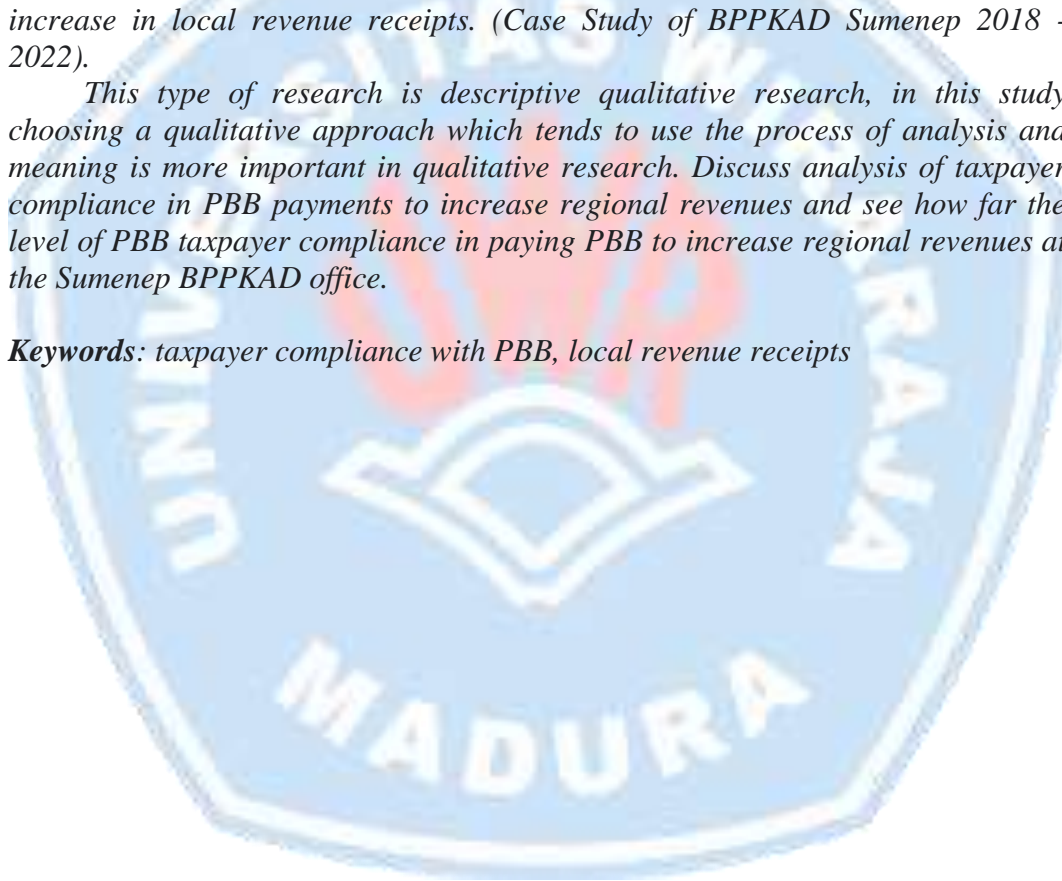 increase in local revenue receipts. (Case Study of BPPKAD Sumenep 2018 -
2022).
This type of research is descriptive qualitative research, in this study
choosing a qualitative approach which tends to use the process of analysis and
meaning is more important in qualitative research. Discuss analysis of taxpayer
compliance in PBB payments to increase regional revenues and see how far the
level of PBB taxpayer compliance in paying PBB to increase regional revenues at
the Sumenep BPPKAD office.
Keywords: taxpayer compliance with PBB, local revenue receipts
UNIVERSITAS WIRARAJA
UWR
MADURA